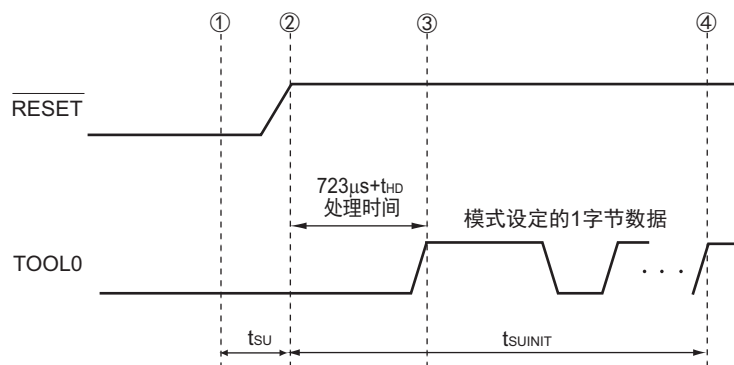 ① ② ③ ④
RESET
723μs+tHD
处理时间
模式设定的1字节数据
TOOL0
· · ·
tSU tSUINIT